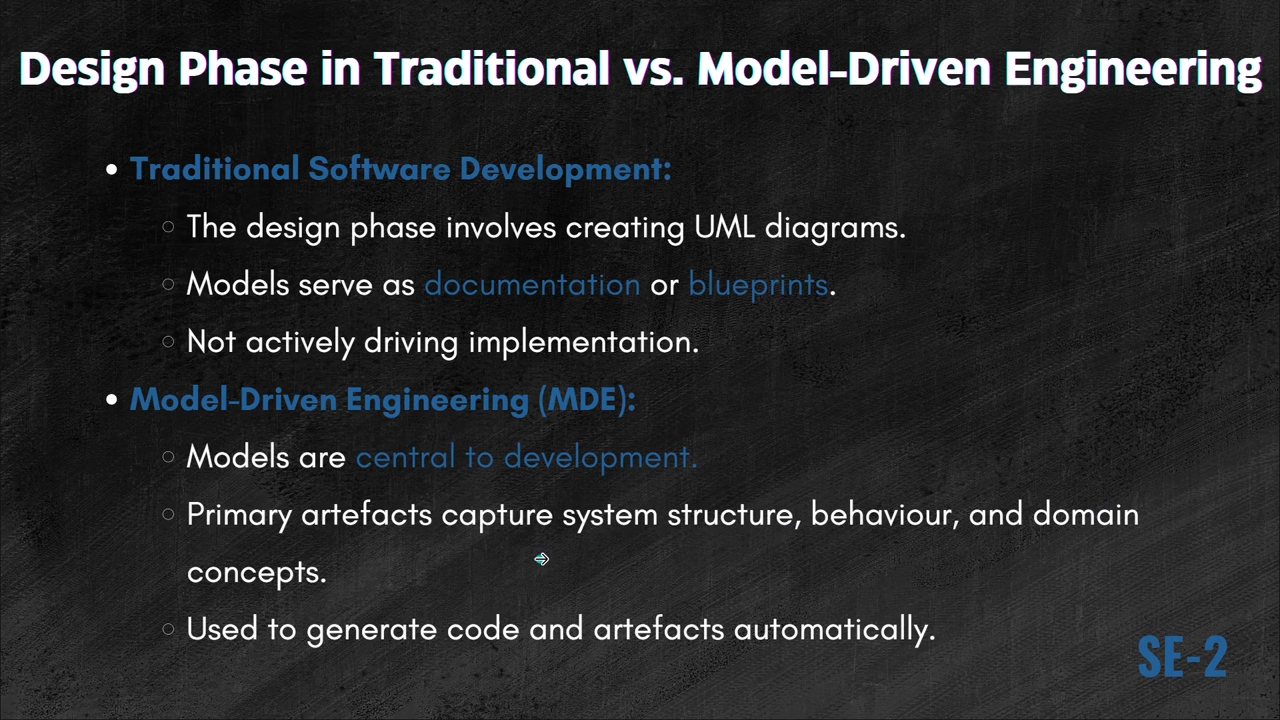 Design Phase in Traditional vs. Model-Driven Engineering
Traditional Software Development:
The design phase involves creating UML diagrams.
Models serve as documentation or blueprints.
Not actively driving implementation.
Model-Driven Engineering (MDE):
Models are central to development.
Primary artefacts capture system structure, behaviour, and domain
concepts.
Used to generate code and artefacts automatically.
SE-2